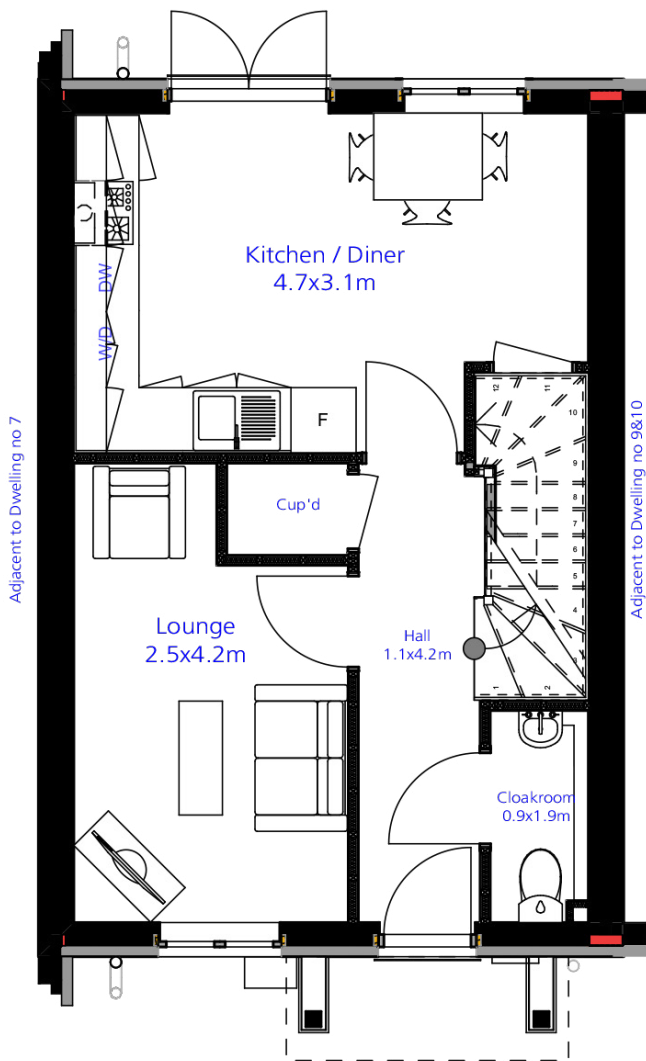 Kitchen / Diner
4.7x3.1m
DW
W/D
F
Adjacent to Dwelling no 7
Adjacent to Dwelling no 9&10
Cup'd
Lounge
2.5x4.2m
Hall
1.1x4.2m
Cloakroom
0.9x1.9m
12
11
10
9
8
7
6
5
4
2
1